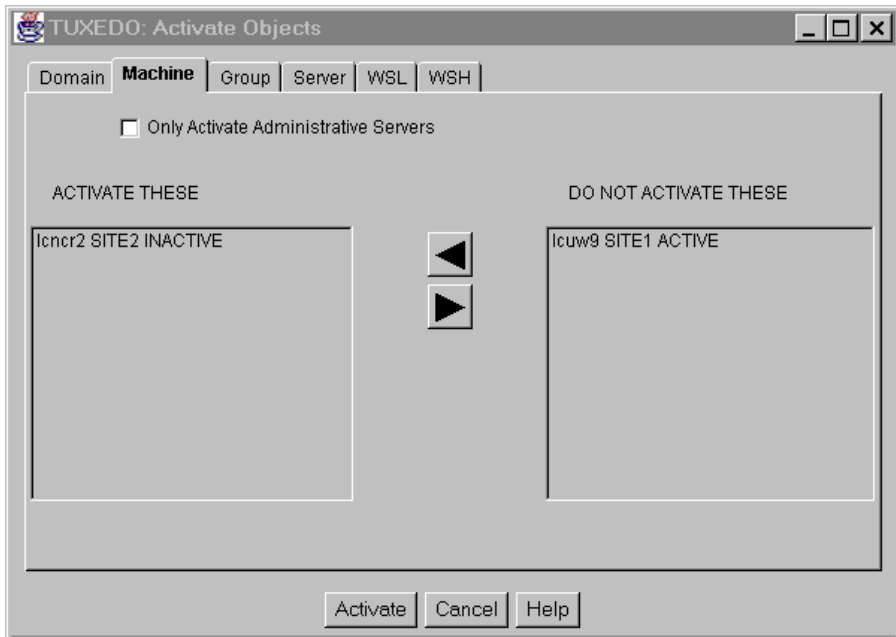 TUXEDO: Activate Objects
Domain Machine Group Server WSL WSH
Only Activate Administrative Servers
ACTIVATE THESE
DO NOT ACTIVATE THESE
lcncr2 SITE2 INACTIVE
lcuw9 SITE1 ACTIVE
Activate Cancel Help